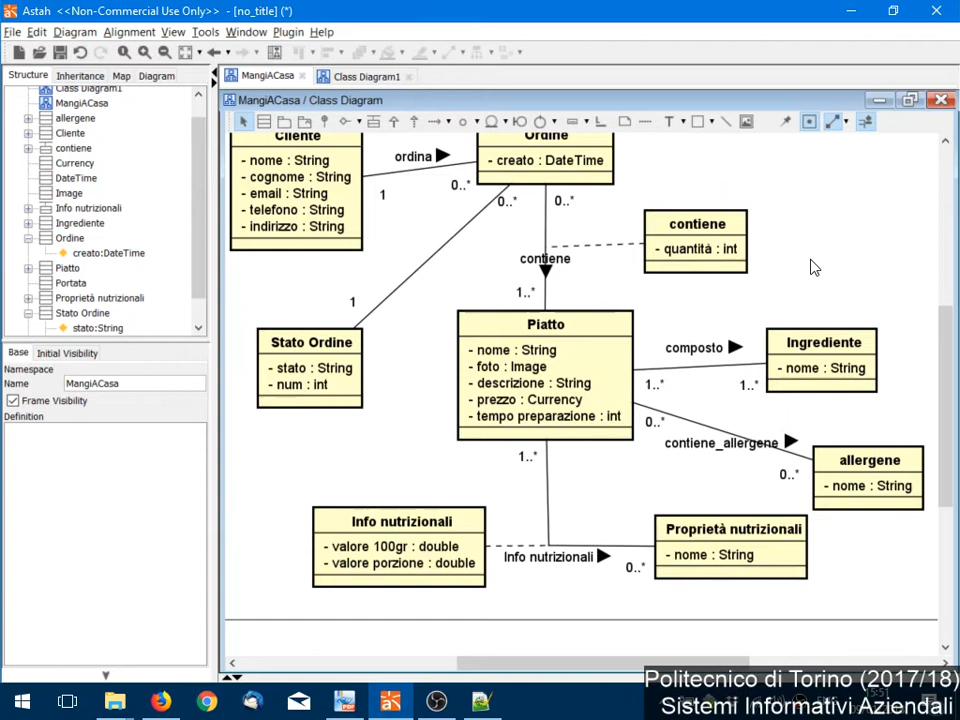 Astah <<Non-Commercial Use Only>> - [no_title] (*)
File Edit Diagram Alignment View Tools Window Plugin Help
Structure Inheritance Map Diagram
MangiACasa Class Diagram1
Class Diagram1
MangiACasa
allergene
Cliente
contiene
Currency
DateTime
Image
Info nutrizionali
Ingrediente
Ordine
creato:DateTime
Piatto
Portata
Proprietà nutrizionali
Stato Ordine
stato:String
Base Initial Visibility
Namespace
Name MangiACasa
Frame Visibility
Definition
MangiACasa / Class Diagram
Cliente
- nome : String
- cognome : String
- email : String
- telefono : String
- indirizzo : String
ordina
1
0..*
Ordine
- creato : DateTime
0..*
0..*
contiene
- quantità : int
contiene
1..*
1
Stato Ordine
- stato : String
- num : int
Piatto
- nome : String
- foto : Image
- descrizione : String
- prezzo : Currency
- tempo preparazione : int
composto
1..*
1..*
Ingrediente
- nome : String
0..*
contiene_allergene
0..*
allergene
- nome : String
1..*
Info nutrizionali
- valore 100gr : double
- valore porzione : double
Info nutrizionali
0..*
Proprietà nutrizionali
- nome : String
Politecnico di Torino (2017/18)
Sistemi Informativi Aziendali